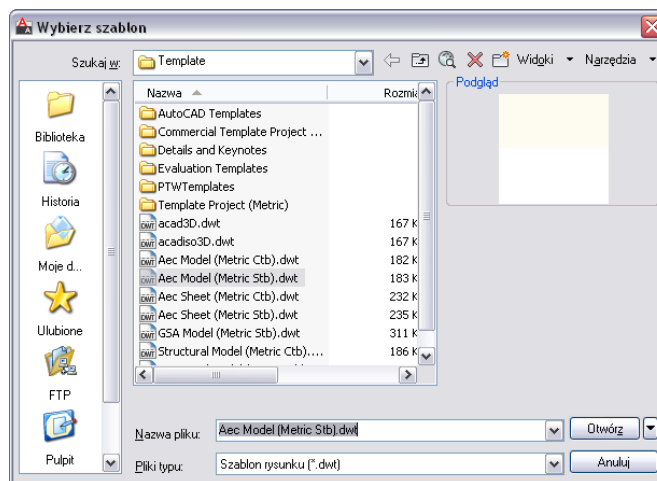 Wybierz szablon
Szukaj w: Template Widoki Narzędzia
Biblioteka
Historia
Moje d...
Ulubione
FTP
Pulpit
Nazwa Rozmia
AutoCAD Templates
Commercial Template Project ...
Details and Keynotes
Evaluation Templates
PTWTemplates
Template Project (Metric)
acad3D.dwt 167 K
acadiso3D.dwt 167 K
Aec Model (Metric Ctb).dwt 182 K
Aec Model (Metric Stb).dwt 183 K
Aec Sheet (Metric Ctb).dwt 232 K
Aec Sheet (Metric Stb).dwt 235 K
GSA Model (Metric Stb).dwt 311 K
Structural Model (Metric Ctb).... 186 K
Podgląd
Nazwa pliku: Aec Model (Metric Stb).dwt Otwórz
Pliki typu: Szablon rysunku (*.dwt) Anuluj